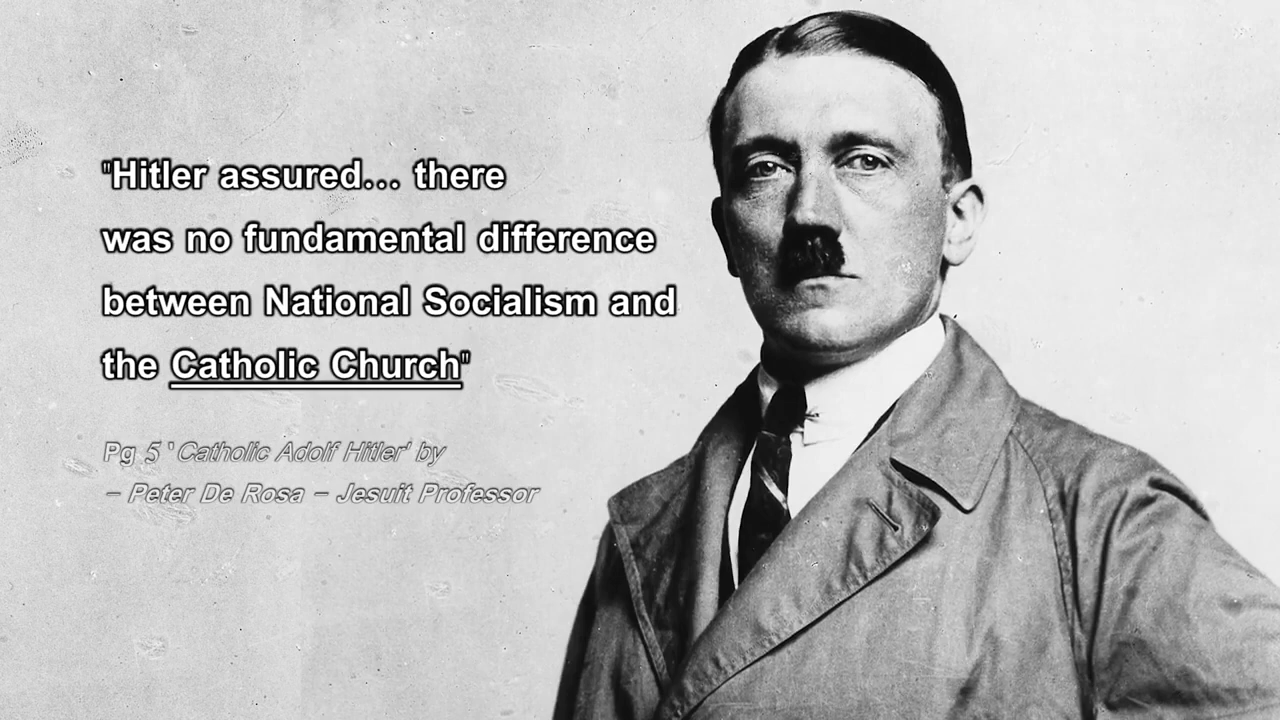 "Hitler assured... there
was no fundamental difference
between National Socialism and
the Catholic Church"
Pg 5 'Catholic Adolf Hitler' by
– Peter De Rosa – Jesuit Professor